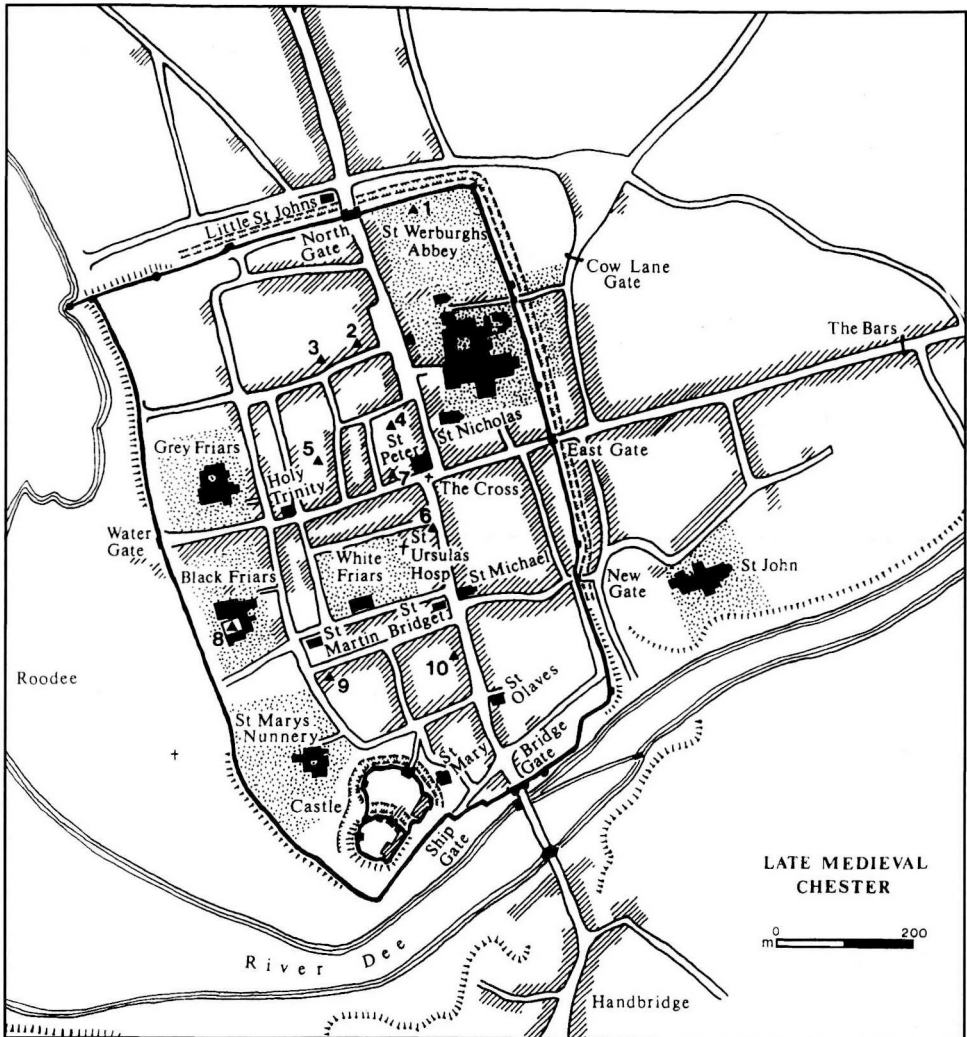 Little St Johns
North
Gate
1
St Werburghs
Abbey
Cow Lane
Gate
The Bars
2
3
4
St
Peter
St Nicholas
5
Grey Friars
Holy
Trinity
7
The Cross
East Gate
6
St
Ursulas
Hosp
Water
Gate
White
Friars
Black Friars
St Michael
New
Gate
St John
St
Martin
St
Bridget
8
9
10
Roodee
St
Olaves
St Marys
Nunnery
St
Mary
Bridge
Gate
Castle
Ship
Gate
LATE MEDIEVAL
CHESTER
0 200
m
River Dee
Handbridge